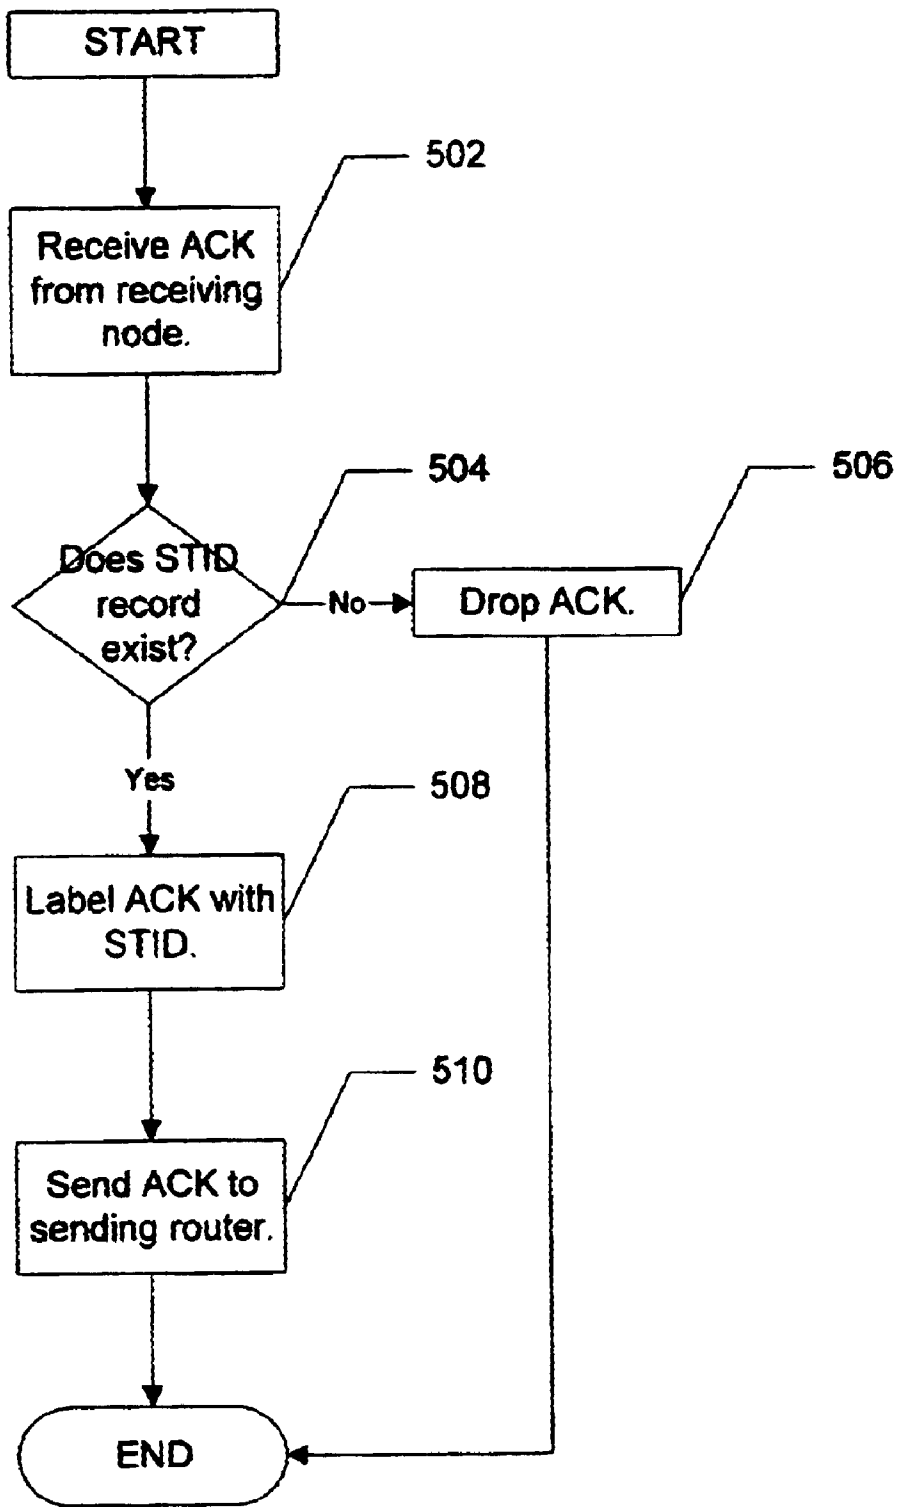 START
502
Receive ACK
from receiving
node.
504
506
Does STID
record
exist?
No
Drop ACK.
Yes
508
Label ACK with
STID.
510
Send ACK to
sending router.
END